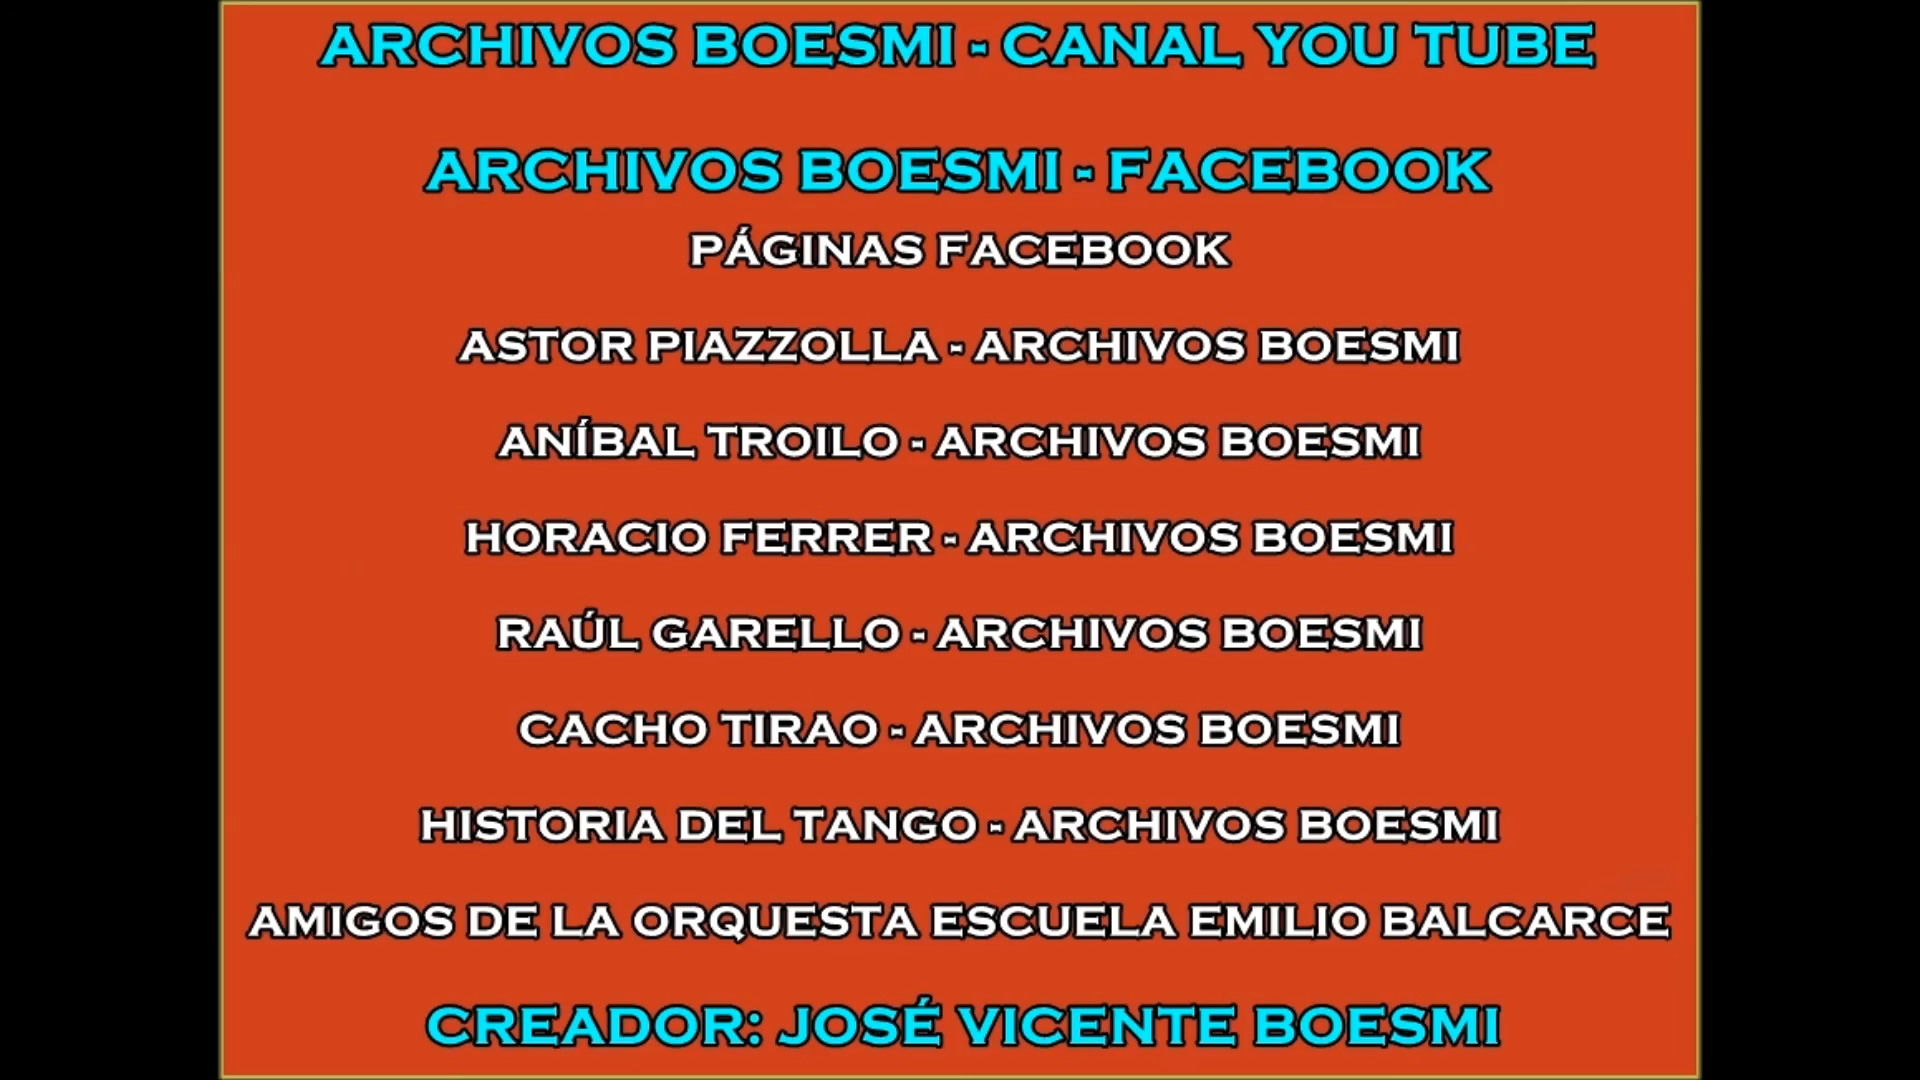 ARCHIVOS BOESMI - CANAL YOU TUBE
ARCHIVOS BOESMI - FACEBOOK
PÁGINAS FACEBOOK
ASTOR PIAZZOLLA - ARCHIVOS BOESMI
ANÍBAL TROILO - ARCHIVOS BOESMI
HORACIO FERRER - ARCHIVOS BOESMI
RAÚL GARELLO - ARCHIVOS BOESMI
CACHO TIRAO - ARCHIVOS BOESMI
HISTORIA DEL TANGO - ARCHIVOS BOESMI
AMIGOS DE LA ORQUESTA ESCUELA EMILIO BALCARCE
CREADOR: JOSÉ VICENTE BOESMI